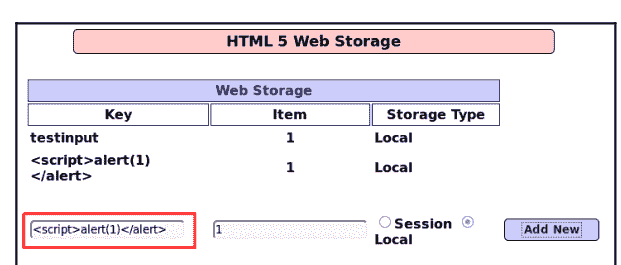 HTML 5 Web Storage
Web Storage
Key Item Storage Type
testinput 1 Local
<script>alert(1)
</alert> 1 Local
<script>alert(1)</alert> 1 Session
Local Add New